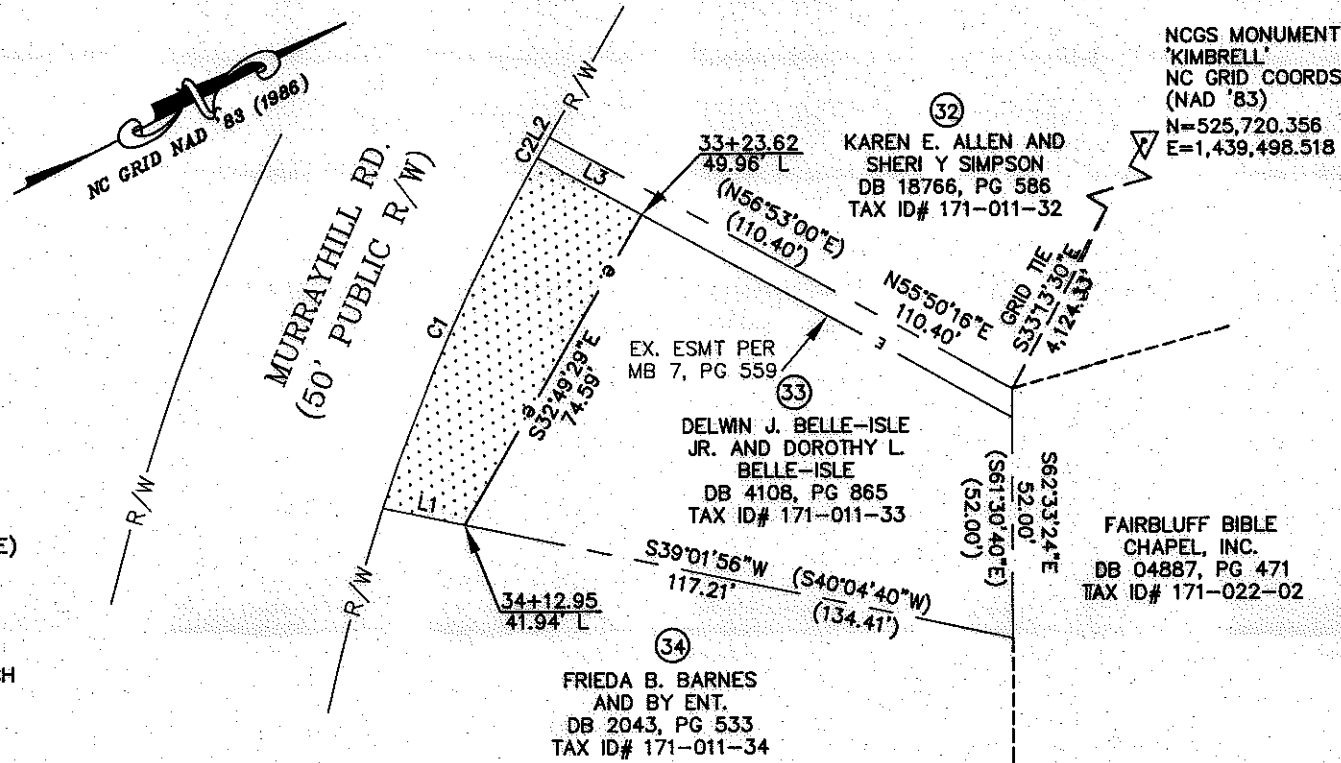 NC GRID NAD '83 (1986)
MURRAYHILL RD.
(50' PUBLIC R/W)
R/W
R/W
R/W
C2L2
L3
C1
L1
33+23.62
49.96' L
32
KAREN E. ALLEN AND
SHERI Y SIMPSON
DB 18766, PG 586
TAX ID# 171-011-32
NCGS MONUMENT
'KIMBRELL'
NC GRID COORDS
(NAD '83)
N=525,720.356
E=1,439,498.518
(N56°53'00"E)
(110.40')
N55°50'16"E
110.40'
GRID TIE
S33°13'30"E
4,124.33'
e
e
S32°49'29"E
74.59'
EX. ESMT PER
MB 7, PG 559
33
DELWIN J. BELLE-ISLE
JR. AND DOROTHY L.
BELLE-ISLE
DB 4108, PG 865
TAX ID# 171-011-33
S62°33'24"E
52.00'
(S61°30'40"E)
(52.00')
FAIRBLUFF BIBLE
CHAPEL, INC.
DB 04887, PG 471
TAX ID# 171-022-02
S39°01'56"W
117.21'
(S40°04'40"W)
(134.41')
34+12.95
41.94' L
34
FRIEDA B. BARNES
AND BY ENT.
DB 2043, PG 533
TAX ID# 171-011-34
E)
CH